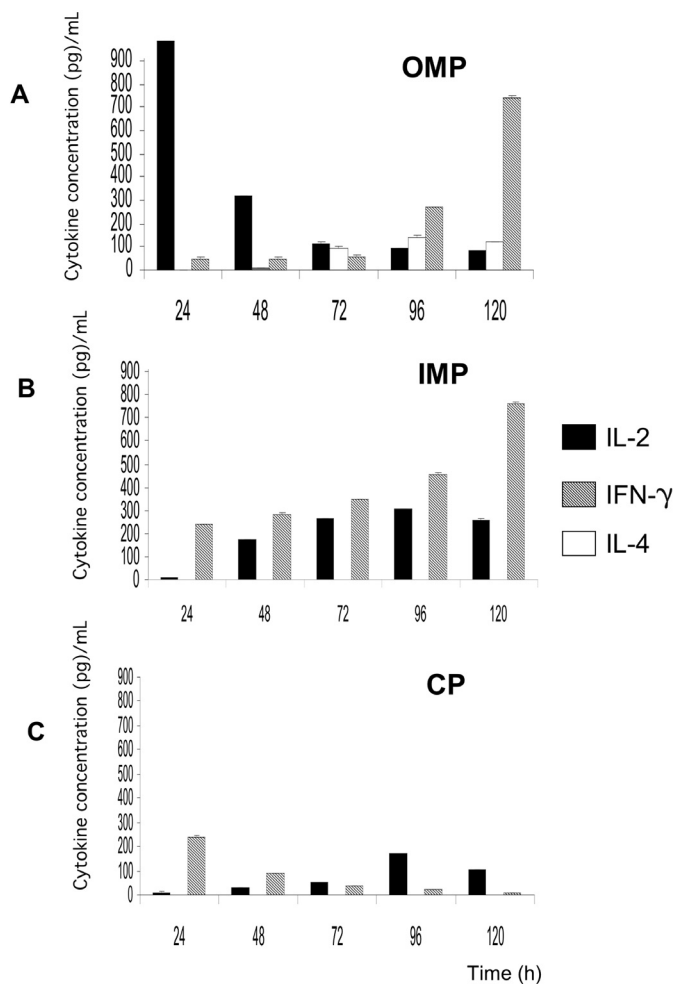 A
Cytokine concentration (pg)/mL
OMP
900
800
700
600
500
400
300
200
100
0
24 48 72 96 120
B
Cytokine concentration (pg)/mL
IMP
900
800
700
600
500
400
300
200
100
0
24 48 72 96 120
IL-2
IFN-γ
IL-4
C
Cytokine concentration (pg)/mL
CP
900
800
700
600
500
400
300
200
100
0
24 48 72 96 120
Time (h)